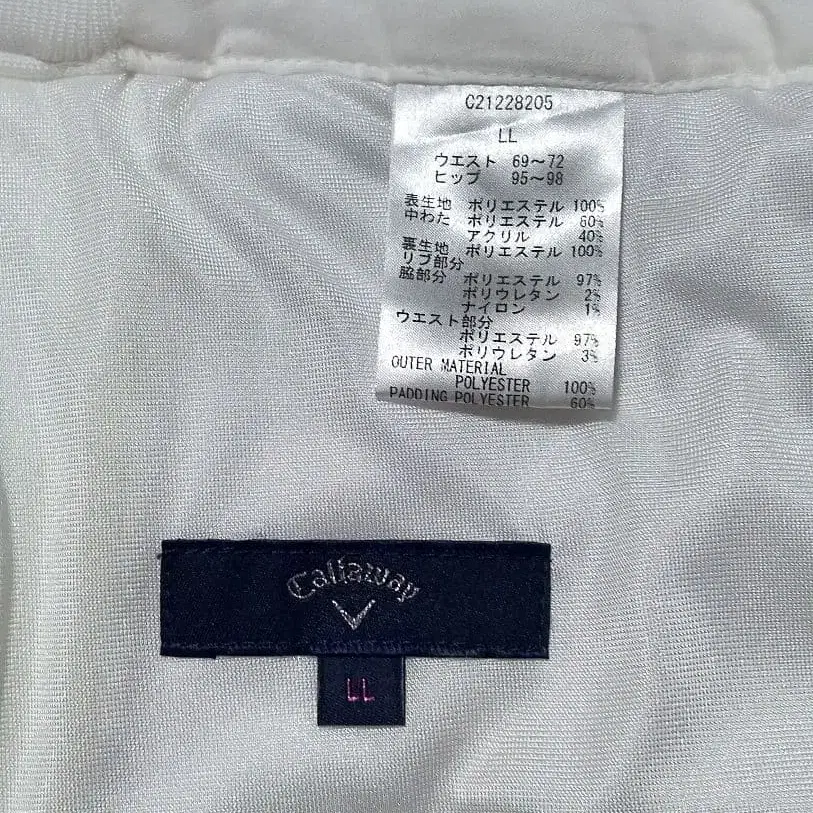 C21228205
LL
ウエスト 69～72
ヒップ 95～98
表生地 ポリエステル 100%
中わた ポリエステル 60%
アクリル 40%
裏生地 ポリエステル 100%
リブ部分
脇部分 ポリエステル 97%
ポリウレタン 2%
ナイロン 1%
ウエスト部分
ポリエステル 97%
ポリウレタン 3%
OUTER MATERIAL
POLYESTER 100%
PADDING POLYESTER 60%
Callaway
LL